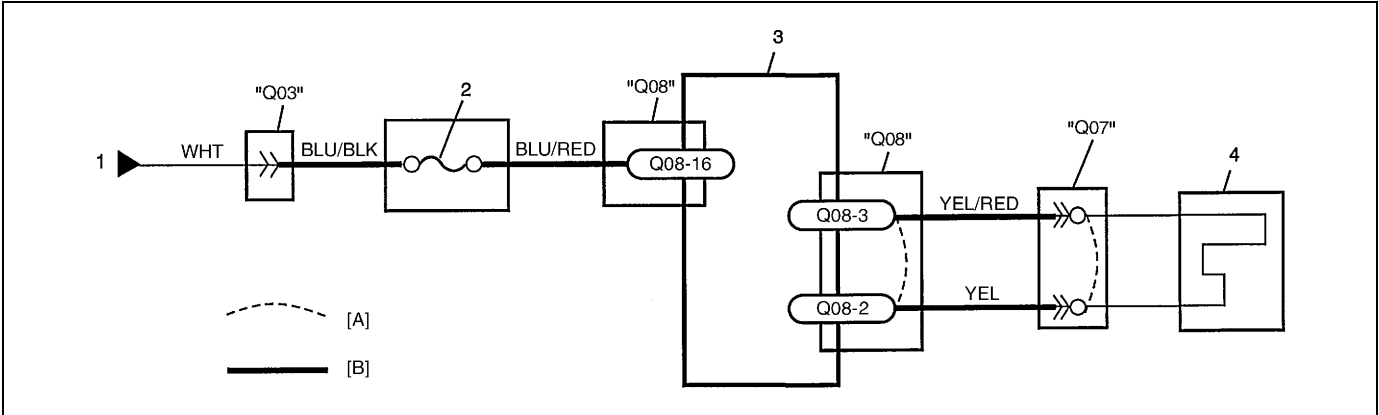 3
"Q03"
2
"Q08"
1
WHT
BLU/BLK
BLU/RED
Q08-16
"Q08"
"Q07"
4
Q08-3
YEL/RED
Q08-2
YEL
[A]
[B]